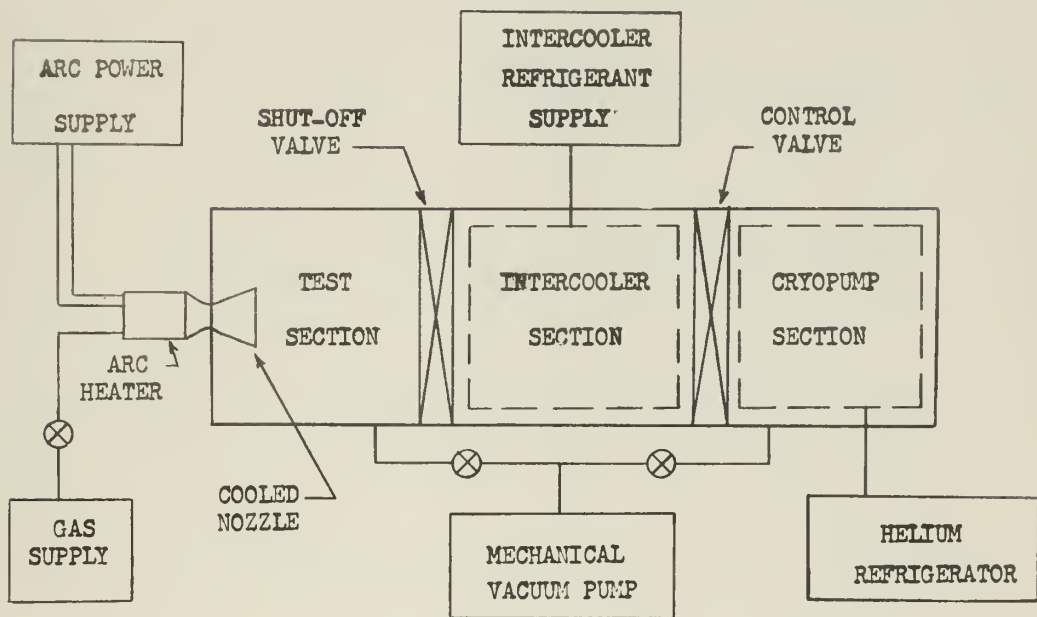 ARC POWER
SUPPLY
SHUT-OFF
VALVE
INTERCOOLER
REFRIGERANT
SUPPLY
CONTROL
VALVE
TEST
SECTION
INTERCOOLER
SECTION
CRYOPUMP
SECTION
ARC
HEATER
COOLED
NOZZLE
GAS
SUPPLY
MECHANICAL
VACUUM PUMP
HELIUM
REFRIGERATOR